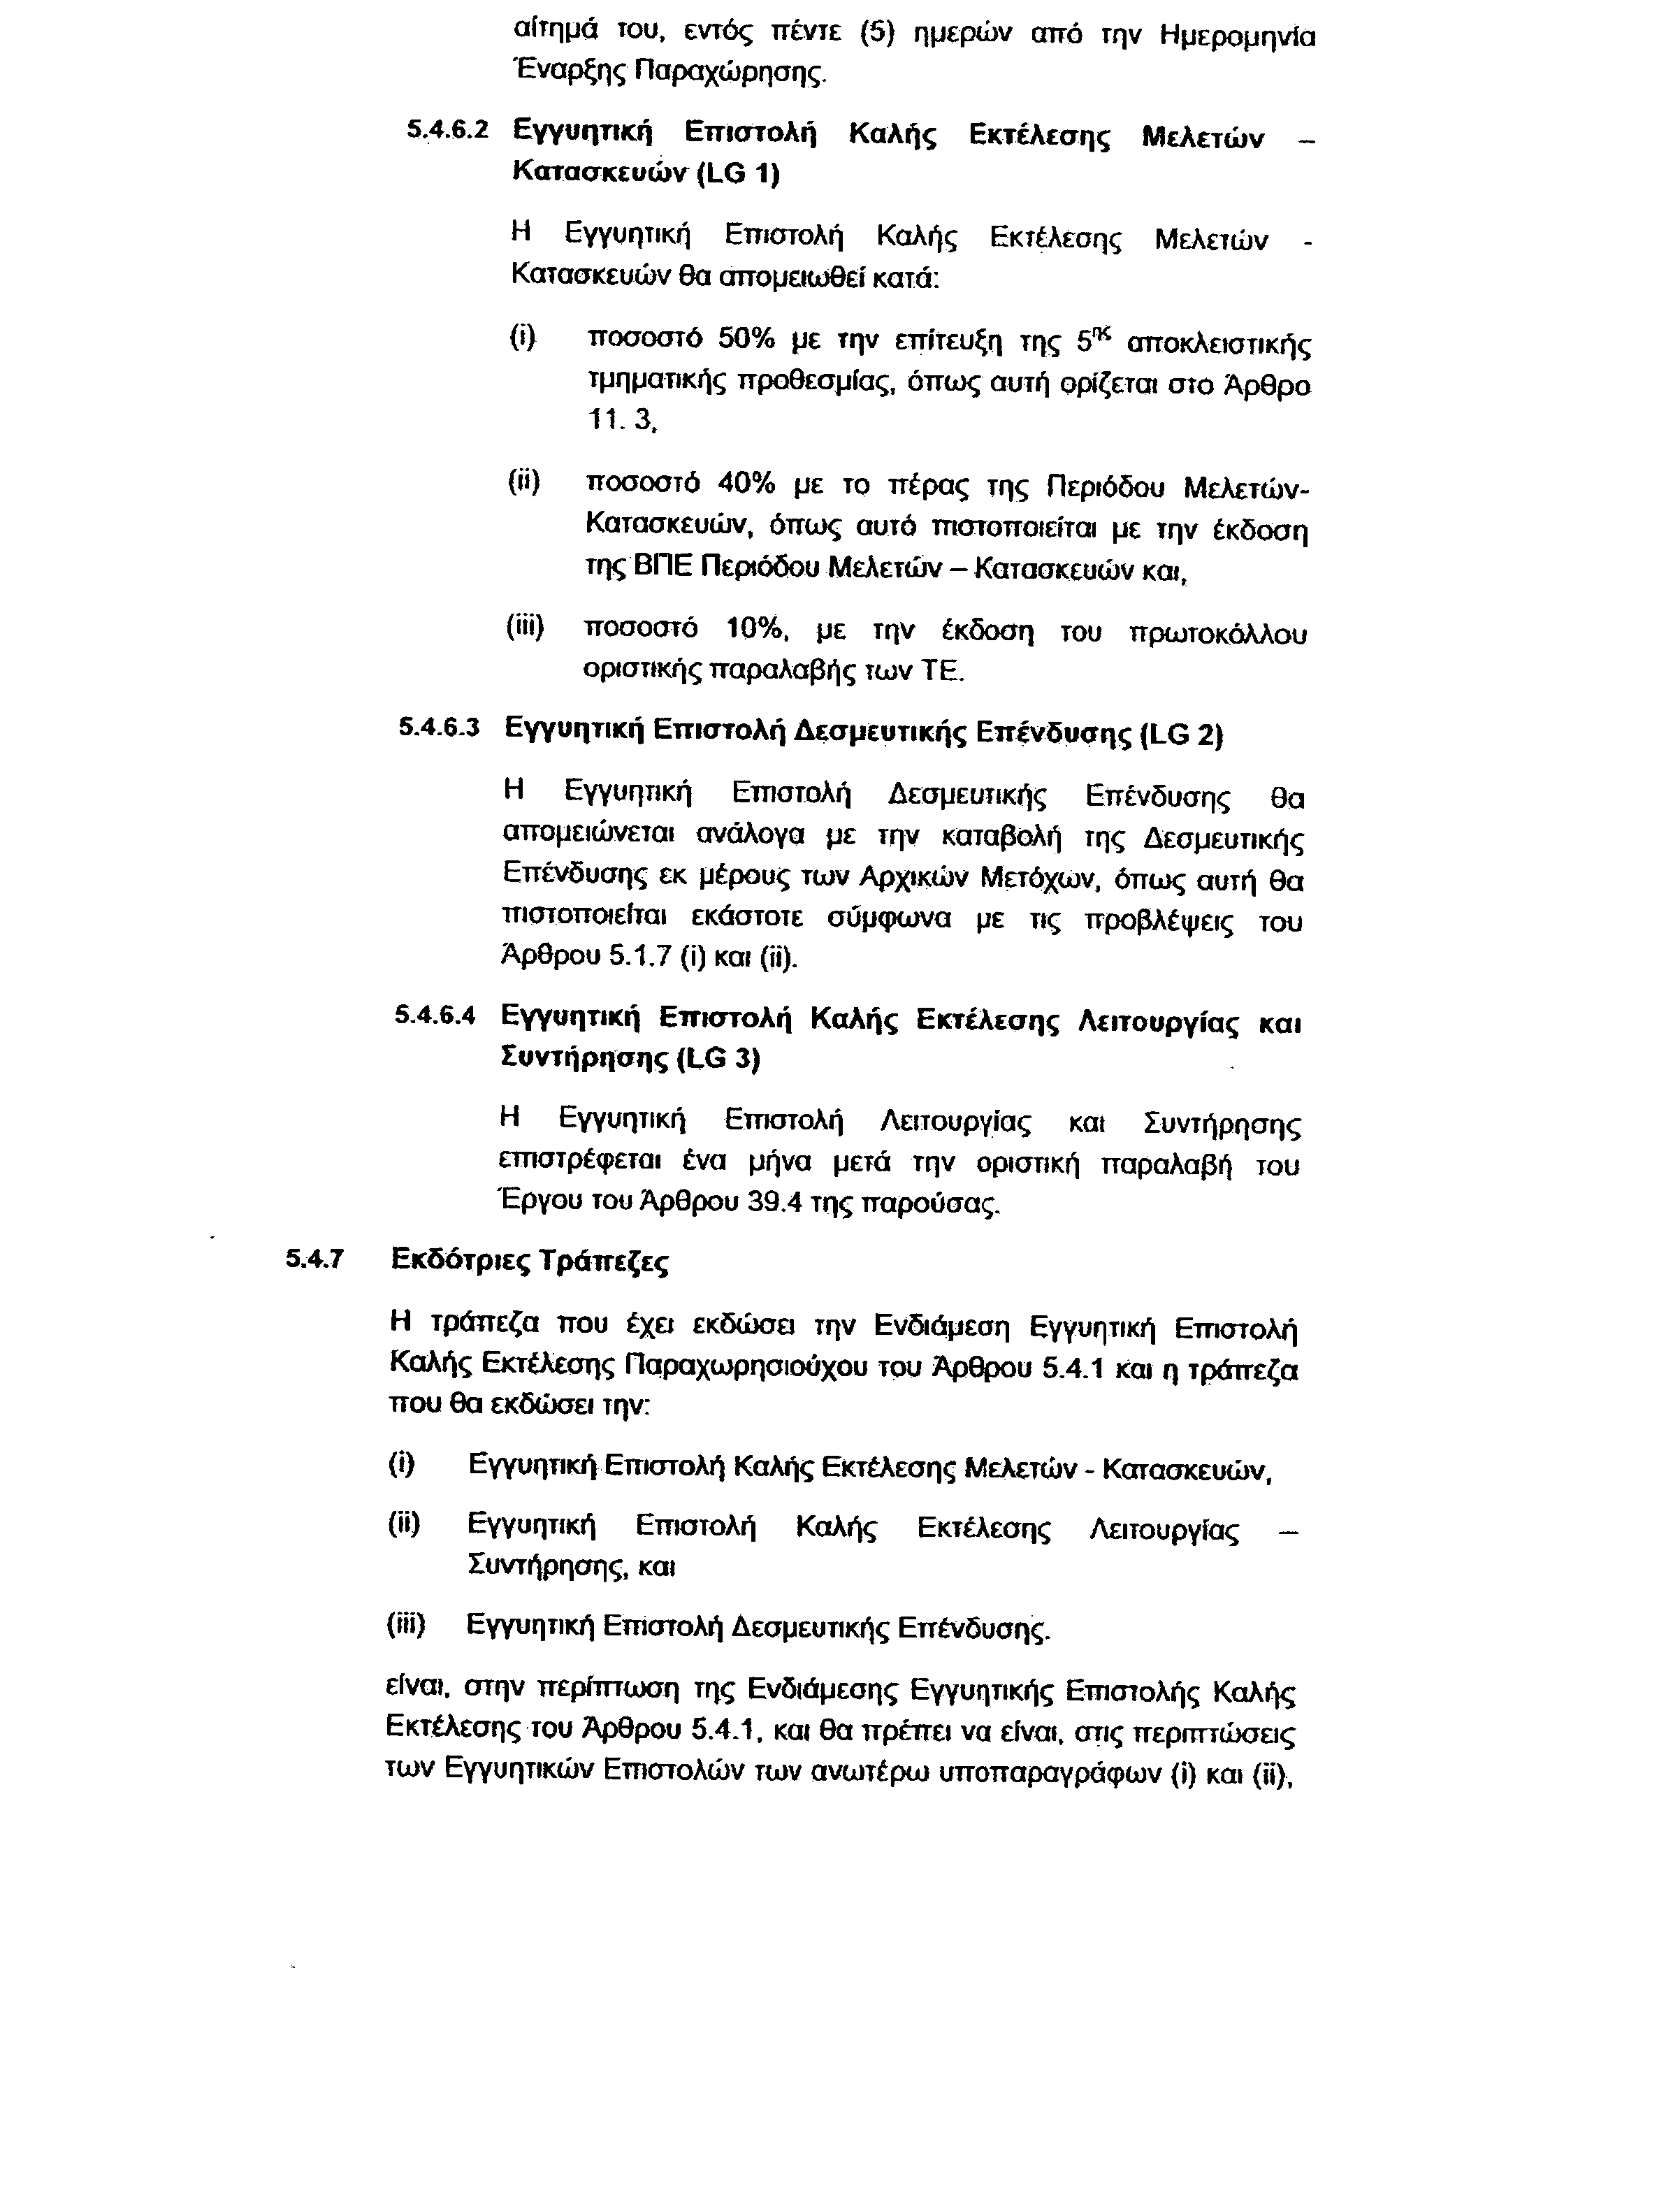 αίτημά του, εντός πέντε (5) ημερών από την Ημερομηνία
Έναρξης Παραχώρησης.
5.4.6.2 Εγγυητική Επιστολή Καλής Εκτέλεσης Μελετών –
Κατασκευών (LG 1)
Η Εγγυητική Επιστολή Καλής Εκτέλεσης Μελετών -
Κατασκευών θα απομειωθεί κατά:
(i) ποσοστό 50% με την επίτευξη της 5ης αποκλειστικής
τμηματικής προθεσμίας, όπως αυτή ορίζεται στο Άρθρο
11. 3,
(ii) ποσοστό 40% με το πέρας της Περιόδου Μελετών-
Κατασκευών, όπως αυτό πιστοποιείται με την έκδοση
της ΒΠΕ Περιόδου Μελετών – Κατασκευών και,
(iii) ποσοστό 10%, με την έκδοση του πρωτοκόλλου
οριστικής παραλαβής των ΤΕ.
5.4.6.3 Εγγυητική Επιστολή Δεσμευτικής Επένδυσης (LG 2)
Η Εγγυητική Επιστολή Δεσμευτικής Επένδυσης θα
απομειώνεται ανάλογα με την καταβολή της Δεσμευτικής
Επένδυσης εκ μέρους των Αρχικών Μετόχων, όπως αυτή θα
πιστοποιείται εκάστοτε σύμφωνα με τις προβλέψεις του
Άρθρου 5.1.7 (i) και (ii).
5.4.6.4 Εγγυητική Επιστολή Καλής Εκτέλεσης Λειτουργίας και
Συντήρησης (LG 3)
Η Εγγυητική Επιστολή Λειτουργίας και Συντήρησης
επιστρέφεται ένα μήνα μετά την οριστική παραλαβή του
Έργου του Άρθρου 39.4 της παρούσας.
5.4.7 Εκδότριες Τράπεζες
Η τράπεζα που έχει εκδώσει την Ενδιάμεση Εγγυητική Επιστολή
Καλής Εκτέλεσης Παραχωρησιούχου του Άρθρου 5.4.1 και η τράπεζα
που θα εκδώσει την:
(i) Εγγυητική Επιστολή Καλής Εκτέλεσης Μελετών - Κατασκευών,
(ii) Εγγυητική Επιστολή Καλής Εκτέλεσης Λειτουργίας –
Συντήρησης, και
(iii) Εγγυητική Επιστολή Δεσμευτικής Επένδυσης.
είναι, στην περίπτωση της Ενδιάμεσης Εγγυητικής Επιστολής Καλής
Εκτέλεσης του Άρθρου 5.4.1, και θα πρέπει να είναι, στις περιπτώσεις
των Εγγυητικών Επιστολών των ανωτέρω υποπαραγράφων (i) και (ii),